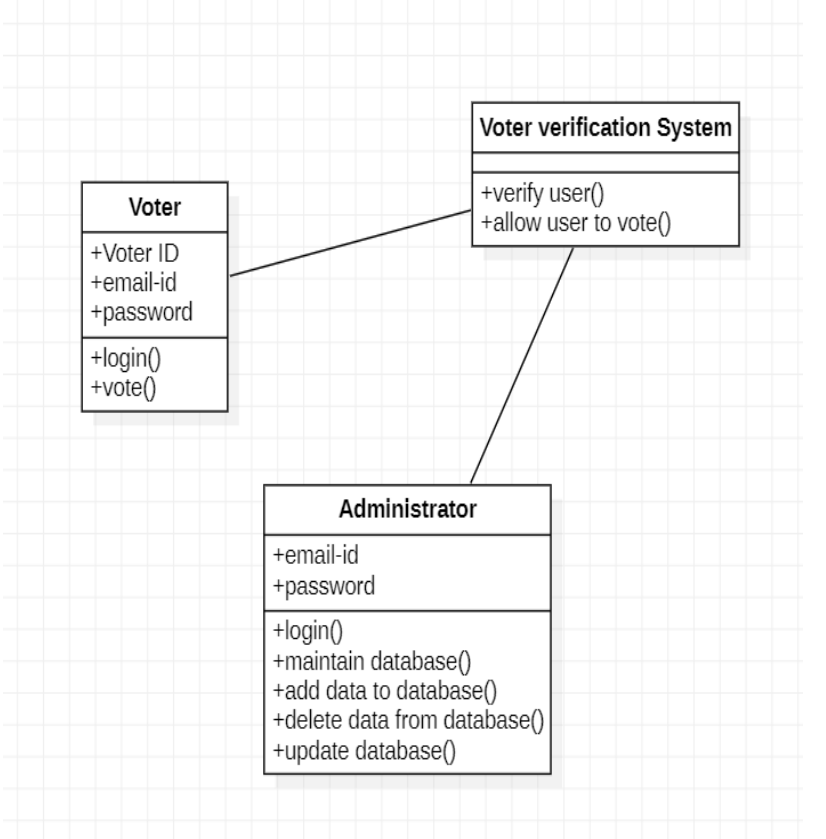 Voter verification System
+verify user()
+allow user to vote()
Voter
+Voter ID
+email-id
+password
+login()
+vote()
Administrator
+email-id
+password
+login()
+maintain database()
+add data to database()
+delete data from database()
+update database()